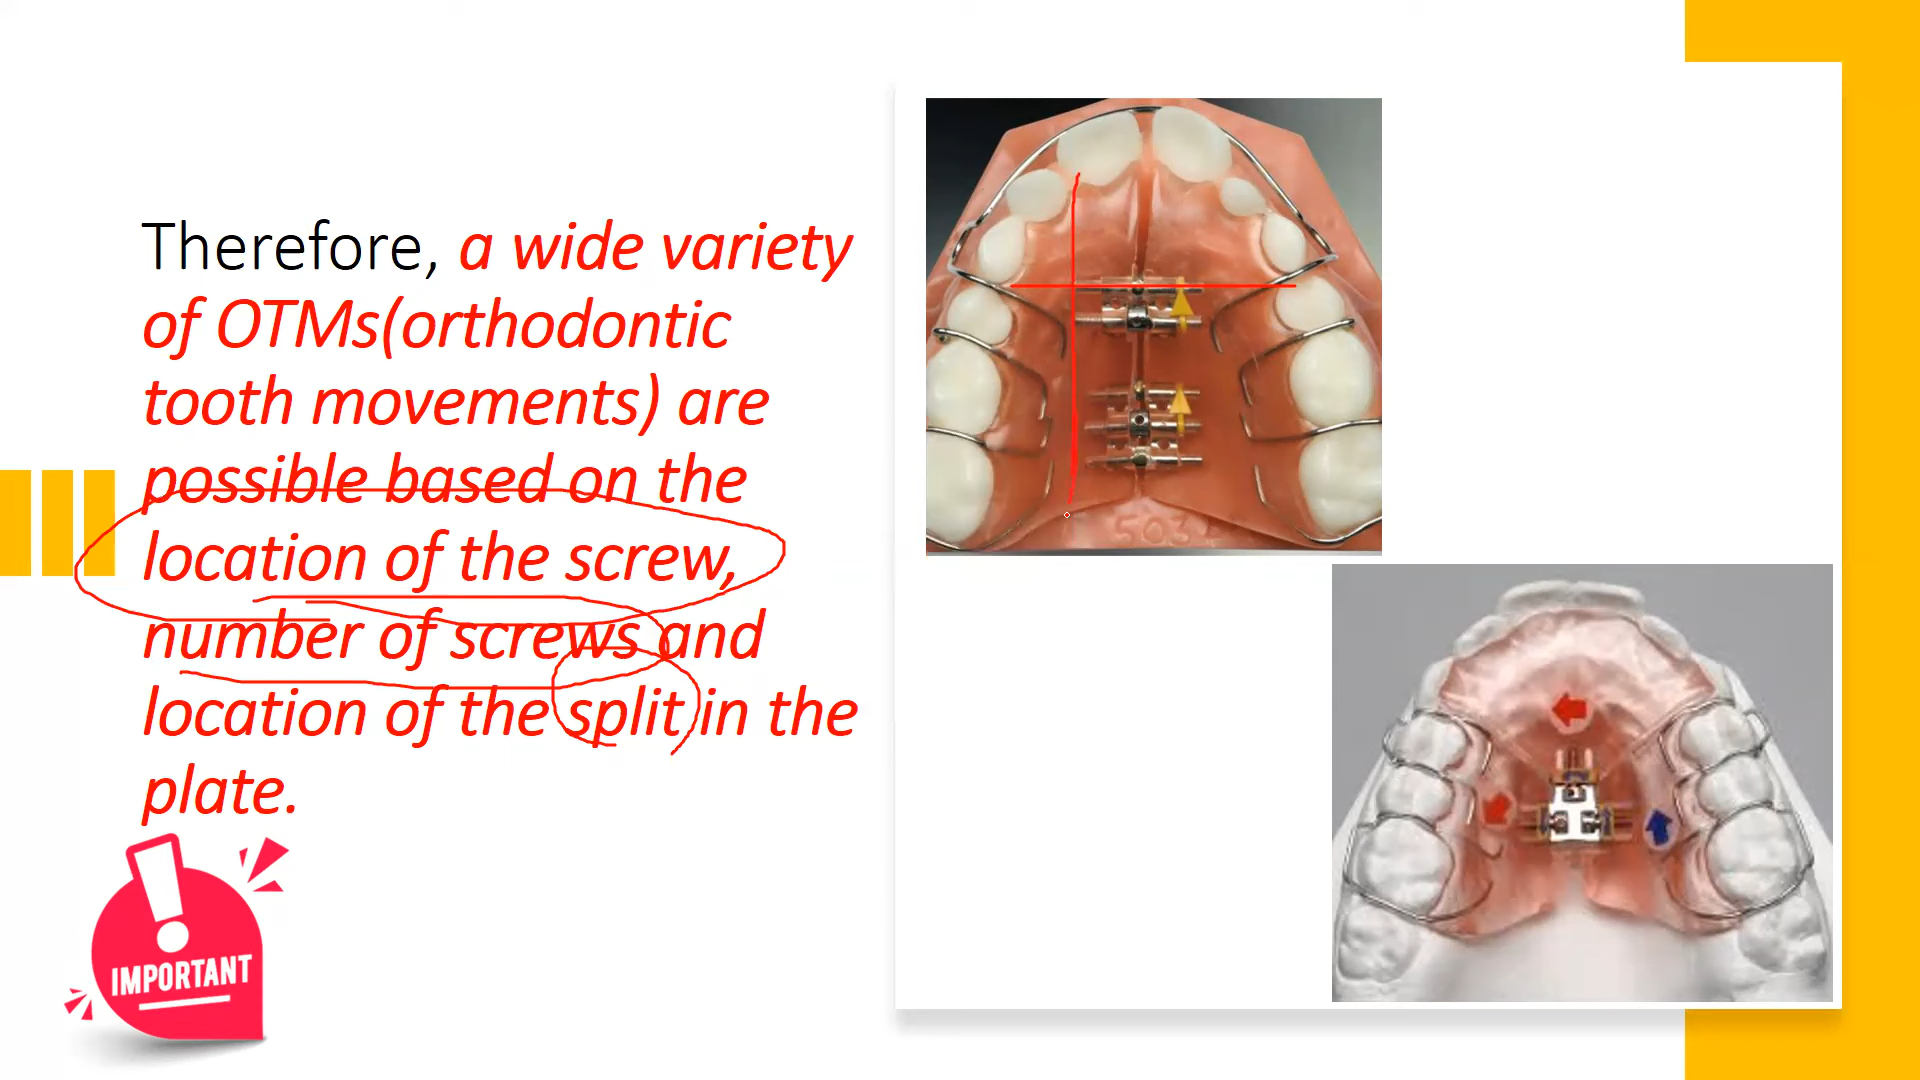 Therefore, a wide variety
of OTMs(orthodontic
tooth movements) are
possible based on the
location of the screw,
number of screws and
location of the split in the
plate.
IMPORTANT